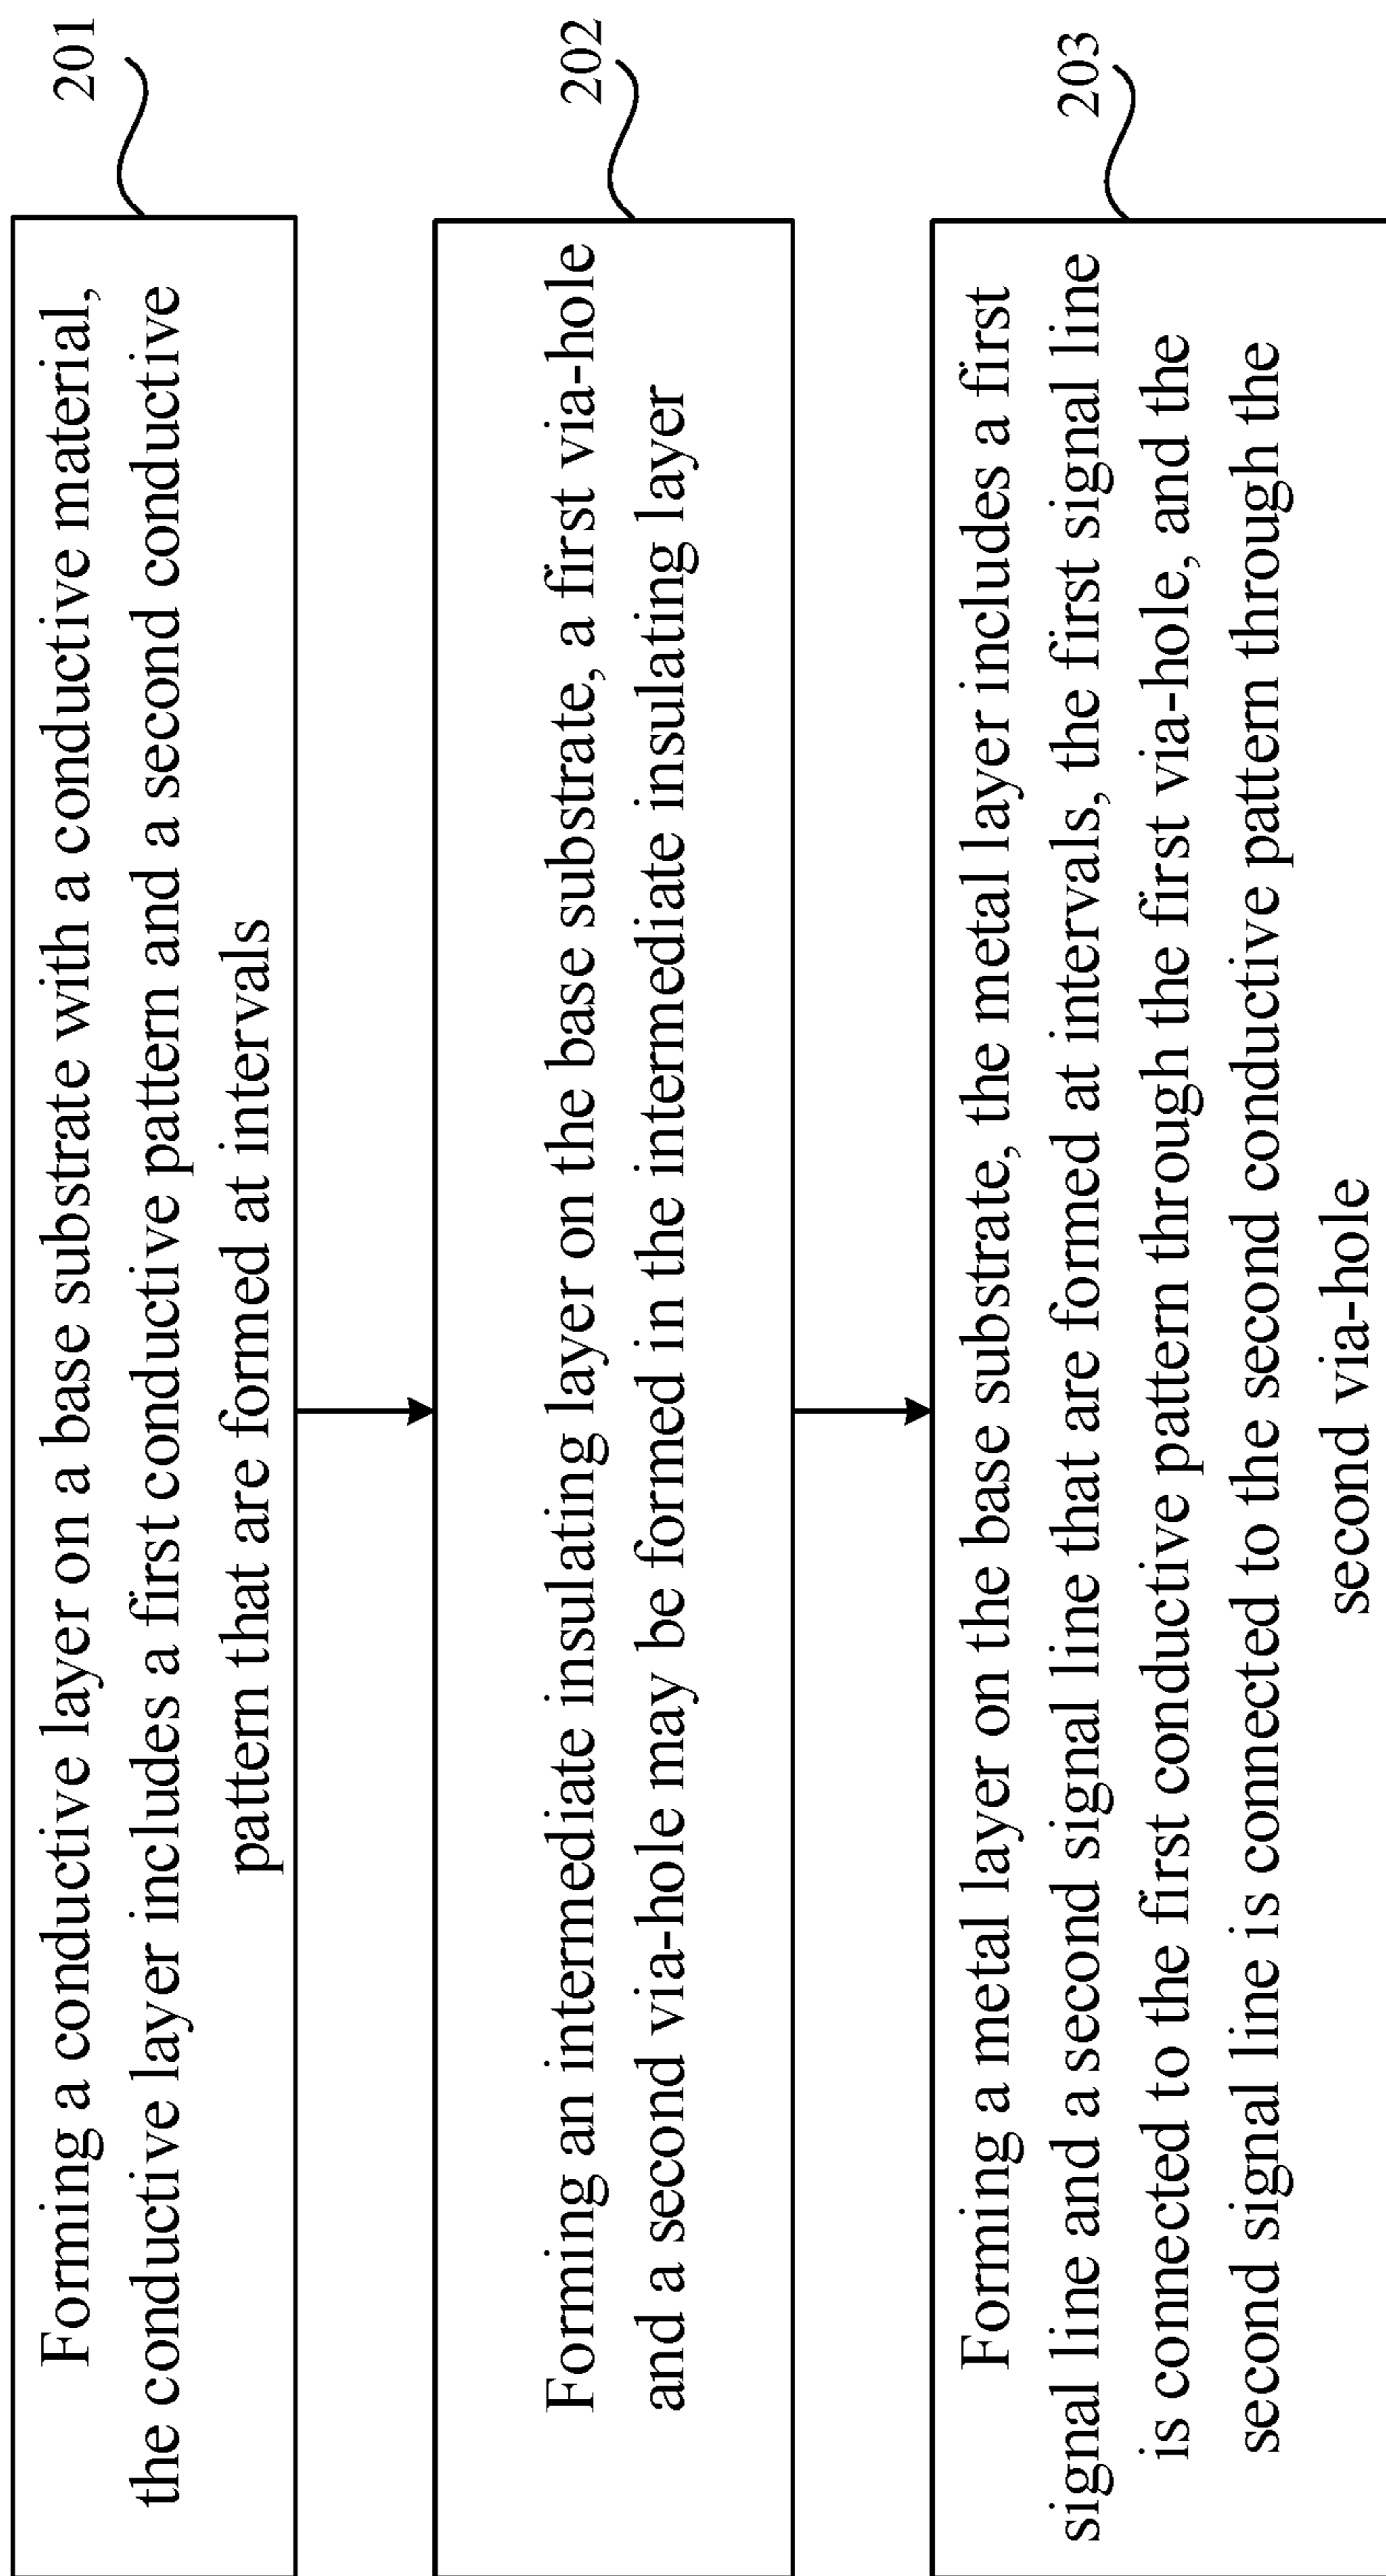 Forming a conductive layer on a base substrate with a conductive material,
the conductive layer includes a first conductive pattern and a second conductive
pattern that are formed at intervals
201
Forming an intermediate insulating layer on the base substrate, a first via-hole
and a second via-hole may be formed in the intermediate insulating layer
202
Forming a metal layer on the base substrate, the metal layer includes a first
signal line and a second signal line that are formed at intervals, the first signal line
is connected to the first conductive pattern through the first via-hole, and the
second signal line is connected to the second conductive pattern through the
second via-hole
203